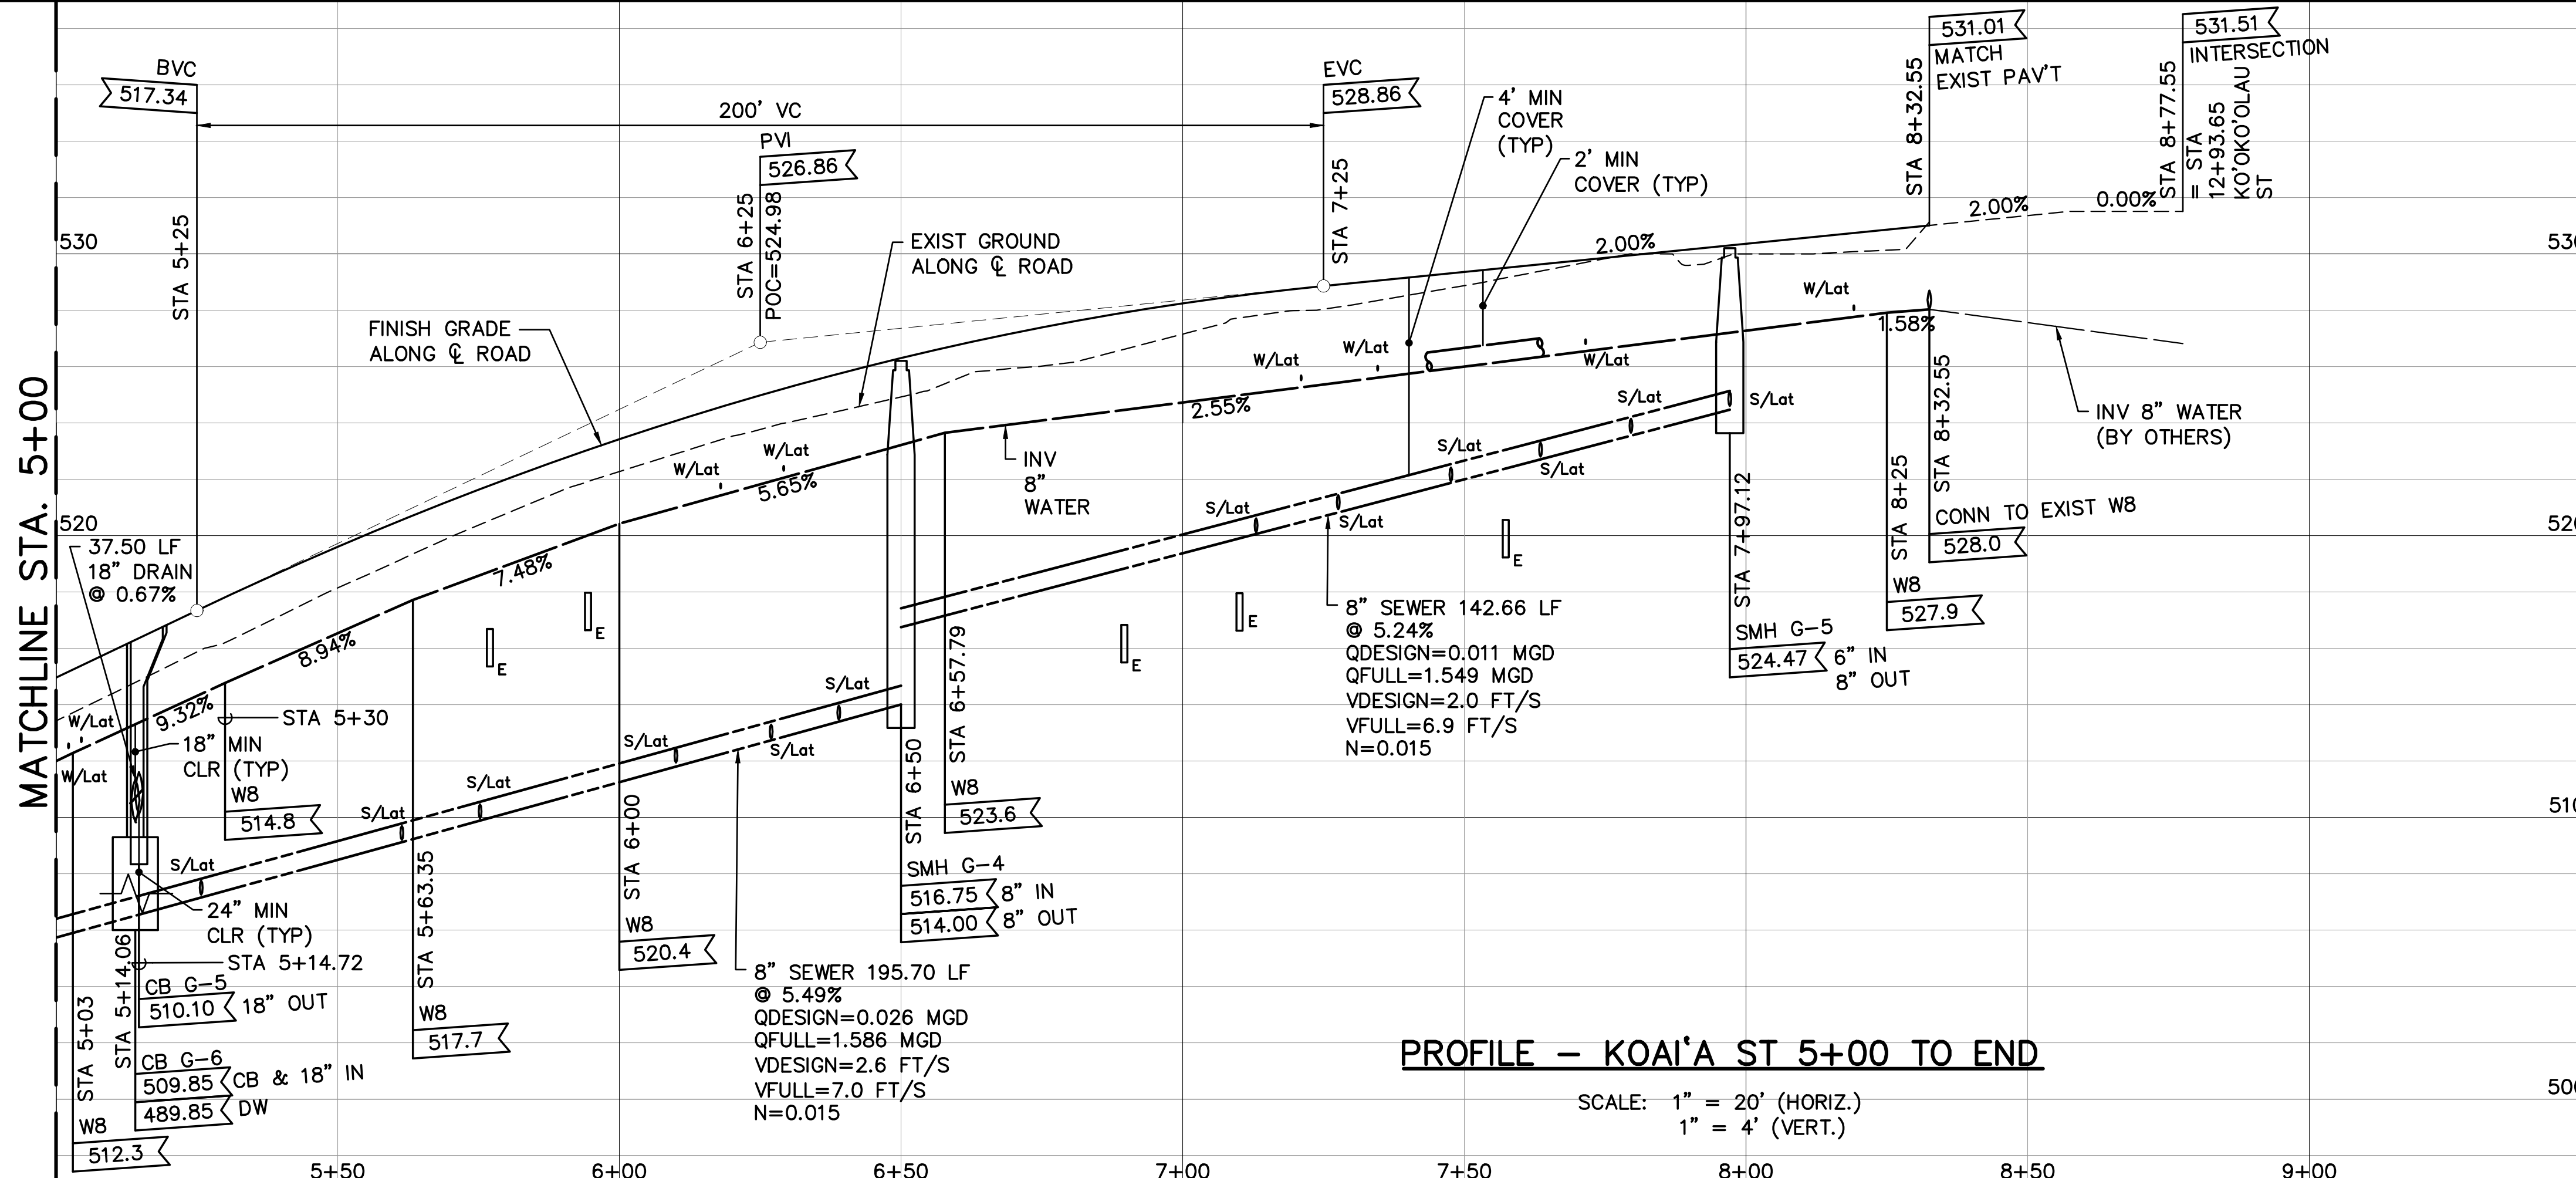 MATCHLINE STA. 5+00
BVC
517.34
STA 5+25
200' VC
PVI
526.86
STA 6+25
POC=524.98
EVC
528.86
STA 7+25
4' MIN
COVER
(TYP)
2' MIN
COVER (TYP)
531.01
MATCH
EXIST PAV'T
STA 8+32.55
531.51
INTERSECTION
STA 8+77.55
= STA
12+93.65
KO'OKO'OLAU
ST
2.00%
2.00%
0.00%
530
530
EXIST GROUND
ALONG ℄ ROAD
FINISH GRADE
ALONG ℄ ROAD
W/Lat
W/Lat
W/Lat
W/Lat
1.58%
W/Lat
W/Lat
2.55%
5.65%
7.48%
8.94%
9.32%
W/Lat
W/Lat
INV
8"
WATER
INV 8" WATER
(BY OTHERS)
S/Lat
S/Lat
S/Lat
S/Lat
S/Lat
S/Lat
520
520
37.50 LF
18" DRAIN
@ 0.67%
E
E
E
E
E
STA 5+30
18" MIN
CLR (TYP)
W8
514.8
S/Lat
S/Lat
S/Lat
S/Lat
S/Lat
S/Lat
24" MIN
CLR (TYP)
STA 5+14.72
CB G-5
510.10 18" OUT
STA 5+14.06
CB G-6
509.85 CB & 18" IN
489.85 DW
STA 5+03
W8
512.3
STA 5+63.35
W8
517.7
STA 6+00
W8
520.4
8" SEWER 195.70 LF
@ 5.49%
QDESIGN=0.026 MGD
QFULL=1.586 MGD
VDESIGN=2.6 FT/S
VFULL=7.0 FT/S
N=0.015
STA 6+50
SMH G-4
516.75 8" IN
514.00 8" OUT
STA 6+57.79
W8
523.6
8" SEWER 142.66 LF
@ 5.24%
QDESIGN=0.011 MGD
QFULL=1.549 MGD
VDESIGN=2.0 FT/S
VFULL=6.9 FT/S
N=0.015
STA 7+97.12
SMH G-5
524.47 6" IN
8" OUT
STA 8+25
W8
527.9
STA 8+32.55
CONN TO EXIST W8
528.0
510
510
500
PROFILE – KOAI‘A ST 5+00 TO END
SCALE: 1" = 20' (HORIZ.)
1" = 4' (VERT.)
5+50
6+00
6+50
7+00
7+50
8+00
8+50
9+00